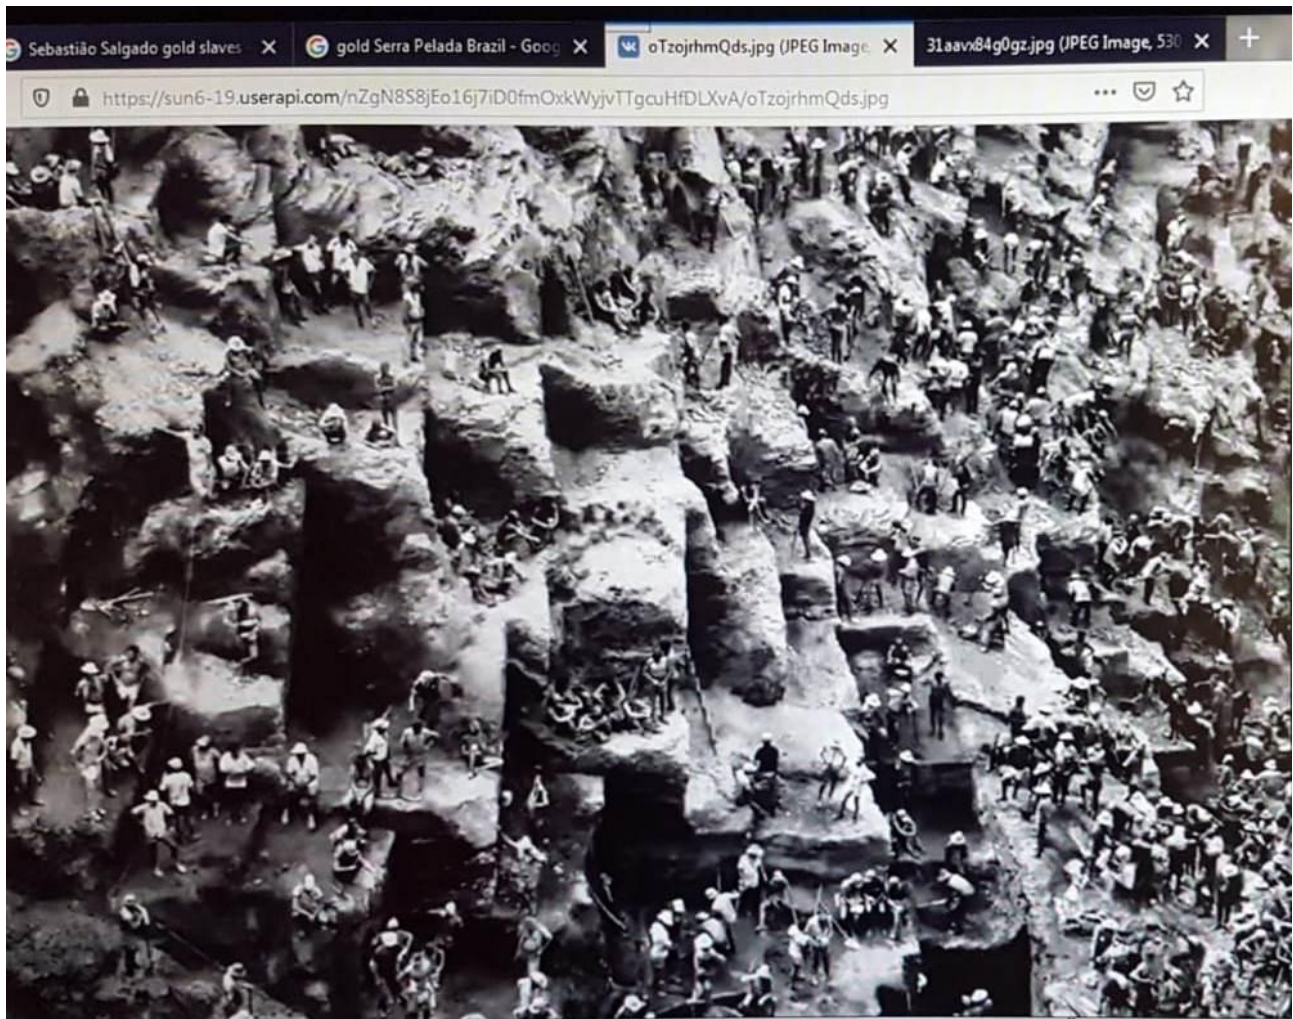 Sebastião Salgado gold slaves
gold Serra Pelada Brazil - Goog
oTzojrhmQds.jpg (JPEG Image,
31aavx84g0gz.jpg (JPEG Image, 530
https://sun6-19.userapi.com/nZgN8S8jEo16j7iD0fmOxkWyjvTTgcuHfDLXvA/oTzojrhmQds.jpg